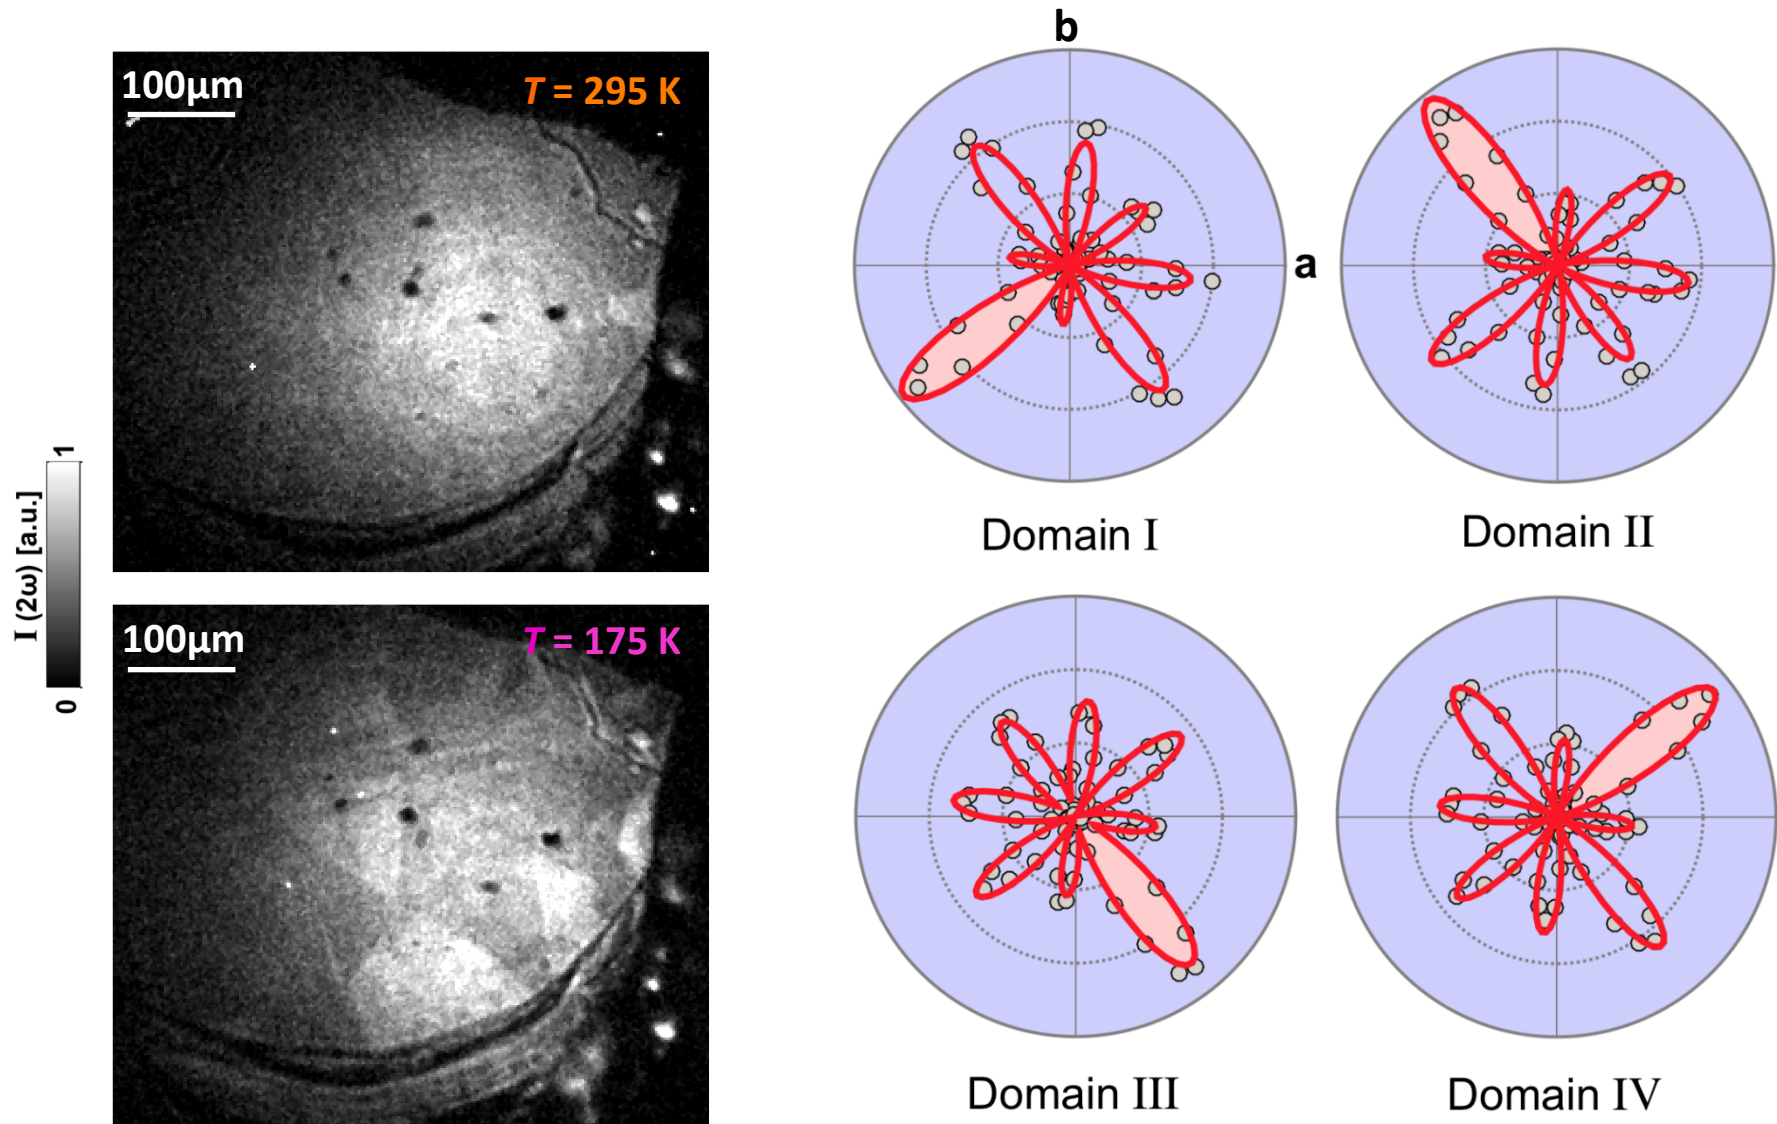 100μm
T = 295 K
1
I (2ω) [a.u.]
0
100μm
T = 175 K
b
a
Domain I
Domain II
Domain III
Domain IV